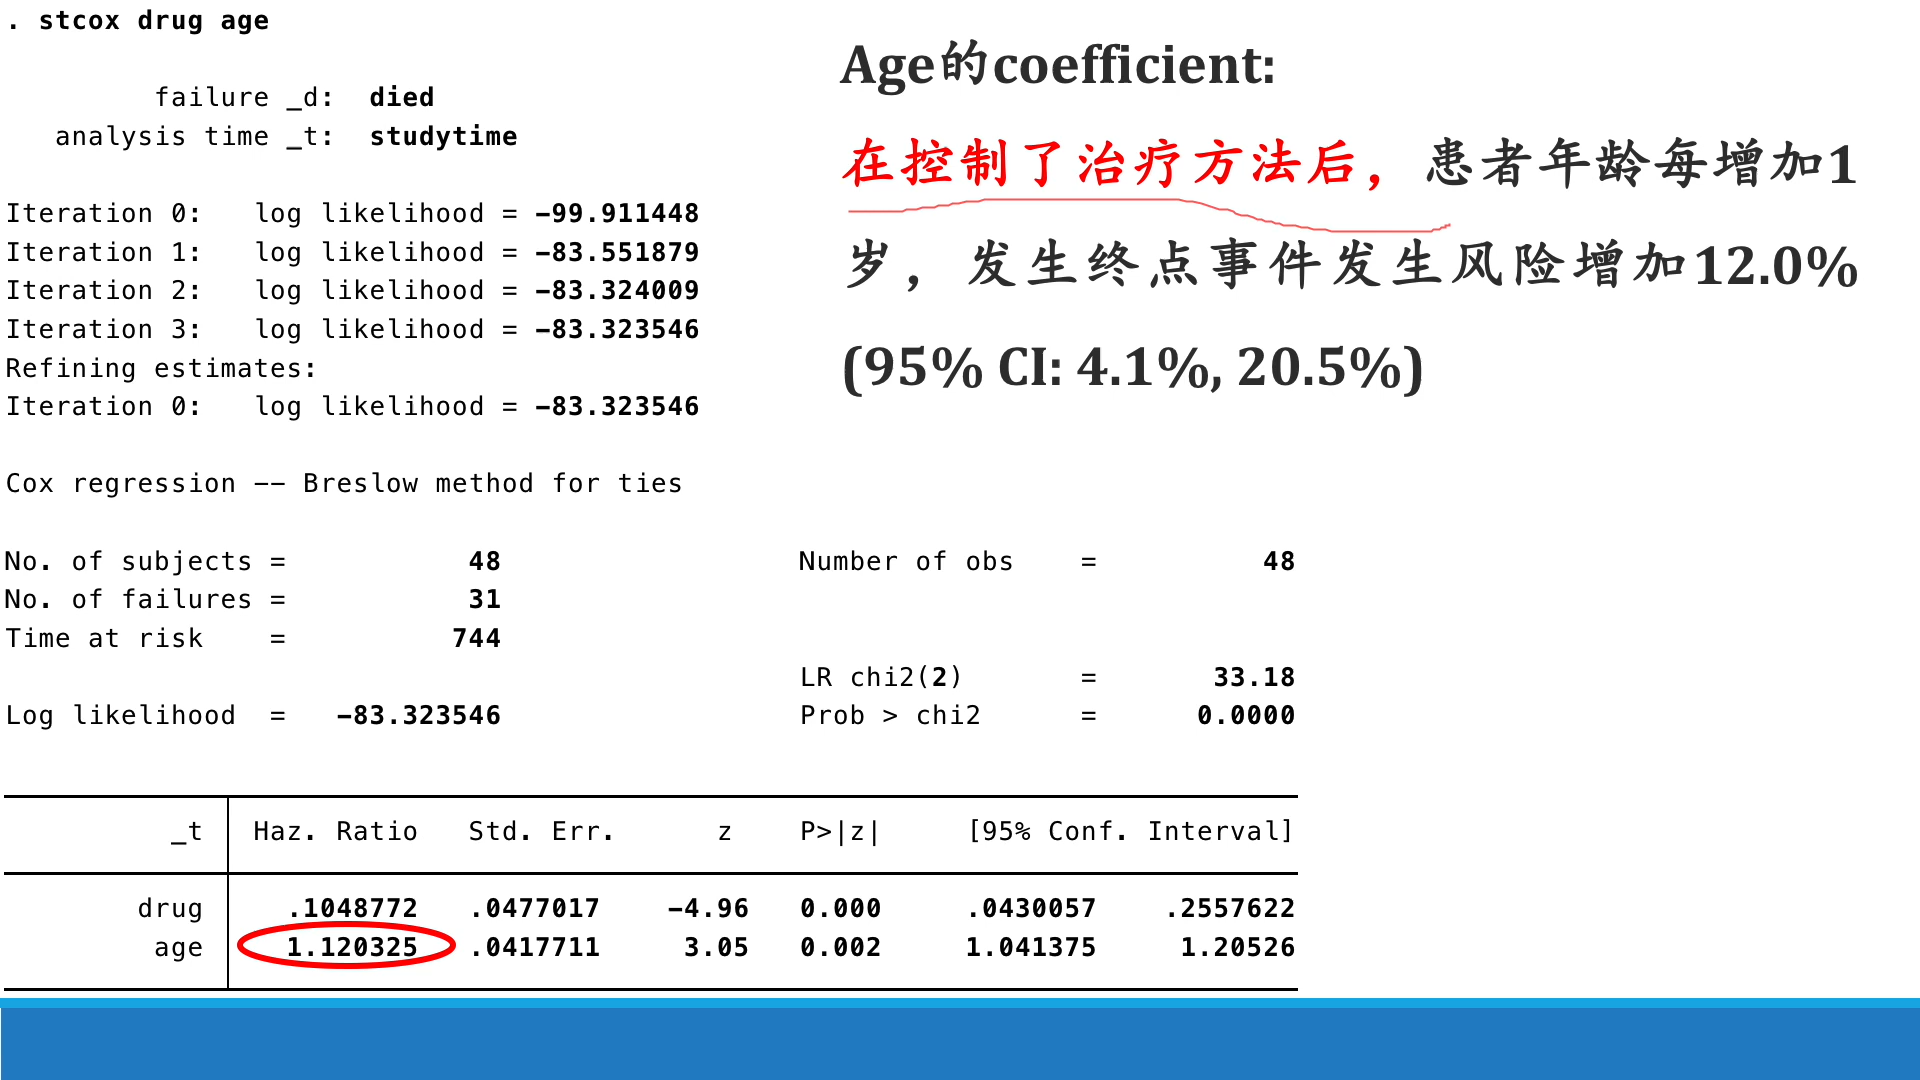 . stcox drug age
failure _d: died
analysis time _t: studytime
Iteration 0: log likelihood = -99.911448
Iteration 1: log likelihood = -83.551879
Iteration 2: log likelihood = -83.324009
Iteration 3: log likelihood = -83.323546
Refining estimates:
Iteration 0: log likelihood = -83.323546
Age的coefficient:
在控制了治疗方法后，患者年龄每增加1
岁，发生终点事件发生风险增加12.0%
(95% CI: 4.1%, 20.5%)
Cox regression -- Breslow method for ties
No. of subjects = 48 Number of obs = 48
No. of failures = 31
Time at risk = 744
LR chi2(2) = 33.18
Log likelihood = -83.323546 Prob > chi2 = 0.0000
_t Haz. Ratio Std. Err. z P>|z| [95% Conf. Interval]
drug .1048772 .0477017 -4.96 0.000 .0430057 .2557622
age 1.120325 .0417711 3.05 0.002 1.041375 1.20526